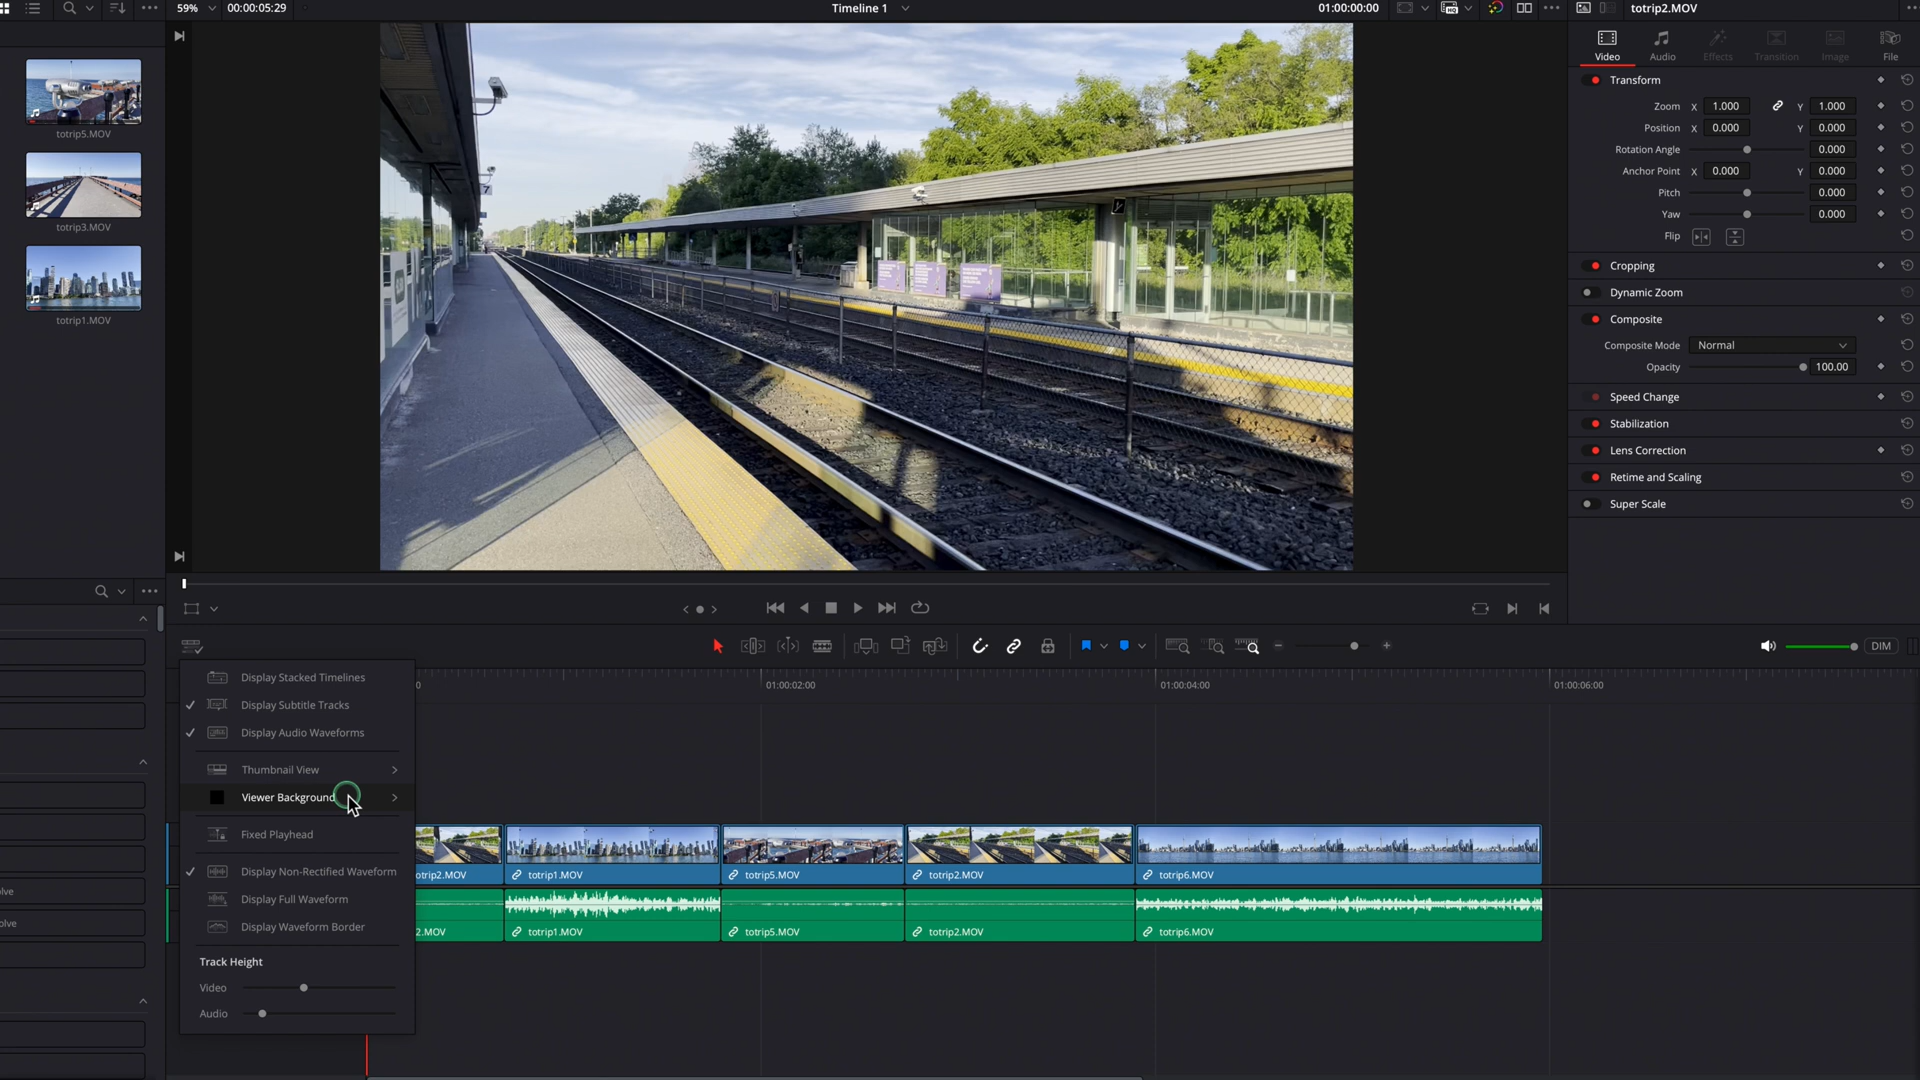 59%
00:00:05:29
Timeline 1
01:00:00:00
totrip2.MOV
totrip5.MOV
totrip3.MOV
totrip1.MOV
7
Video
Audio
Effects
Transition
Image
File
Transform
Zoom X 1.000 Y 1.000
Position X 0.000 Y 0.000
Rotation Angle 0.000
Anchor Point X 0.000 Y 0.000
Pitch 0.000
Yaw 0.000
Flip
Cropping
Dynamic Zoom
Composite
Composite Mode Normal
Opacity 100.00
Speed Change
Stabilization
Lens Correction
Retime and Scaling
Super Scale
DIM
Display Stacked Timelines
Display Subtitle Tracks
Display Audio Waveforms
Thumbnail View
Viewer Background
Fixed Playhead
Display Non-Rectified Waveform
Display Full Waveform
Display Waveform Border
Track Height
Video
Audio
olve
solve
0
01:00:02:00
01:00:04:00
01:00:06:00
otrip2.MOV
totrip1.MOV
totrip5.MOV
totrip2.MOV
totrip6.MOV
2.MOV
totrip1.MOV
totrip5.MOV
totrip2.MOV
totrip6.MOV